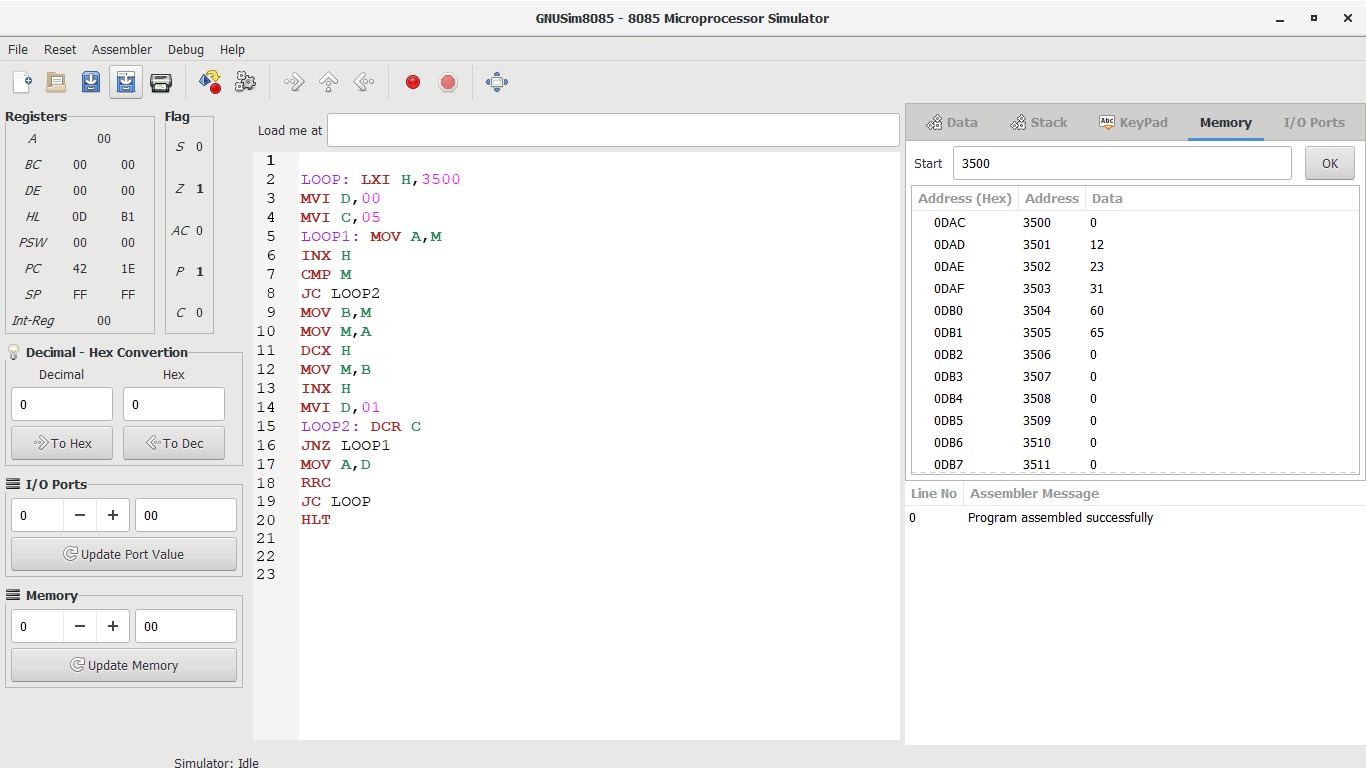 GNUSim8085 - 8085 Microprocessor Simulator
File Reset Assembler Debug Help
Registers
A 00
BC 00 00
DE 00 00
HL 0D B1
PSW 00 00
PC 42 1E
SP FF FF
Int-Reg 00
Flag
S 0
Z 1
AC 0
P 1
C 0
Decimal - Hex Convertion
Decimal Hex
0 0
To Hex To Dec
I/O Ports
0 − + 00
Update Port Value
Memory
0 − + 00
Update Memory
Load me at
1
2 LOOP: LXI H,3500
3 MVI D,00
4 MVI C,05
5 LOOP1: MOV A,M
6 INX H
7 CMP M
8 JC LOOP2
9 MOV B,M
10 MOV M,A
11 DCX H
12 MOV M,B
13 INX H
14 MVI D,01
15 LOOP2: DCR C
16 JNZ LOOP1
17 MOV A,D
18 RRC
19 JC LOOP
20 HLT
21
22
23
Data Stack Abc KeyPad Memory I/O Ports
Start 3500 OK
Address (Hex) Address Data
0DAC 3500 0
0DAD 3501 12
0DAE 3502 23
0DAF 3503 31
0DB0 3504 60
0DB1 3505 65
0DB2 3506 0
0DB3 3507 0
0DB4 3508 0
0DB5 3509 0
0DB6 3510 0
0DB7 3511 0
Line No Assembler Message
0 Program assembled successfully
Simulator: Idle